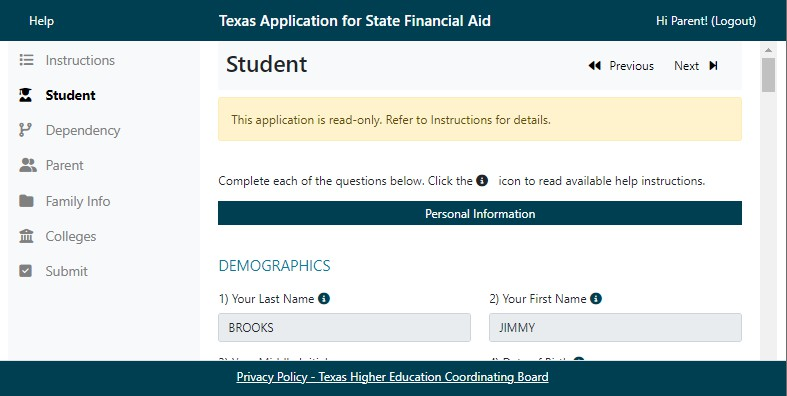 Help
Texas Application for State Financial Aid
Hi Parent! (Logout)
Instructions
Student
Dependency
Parent
Family Info
Colleges
Submit
Student
Previous
Next
This application is read-only. Refer to Instructions for details.
Complete each of the questions below. Click the icon to read available help instructions.
Personal Information
DEMOGRAPHICS
1) Your Last Name
2) Your First Name
BROOKS
JIMMY
Privacy Policy - Texas Higher Education Coordinating Board